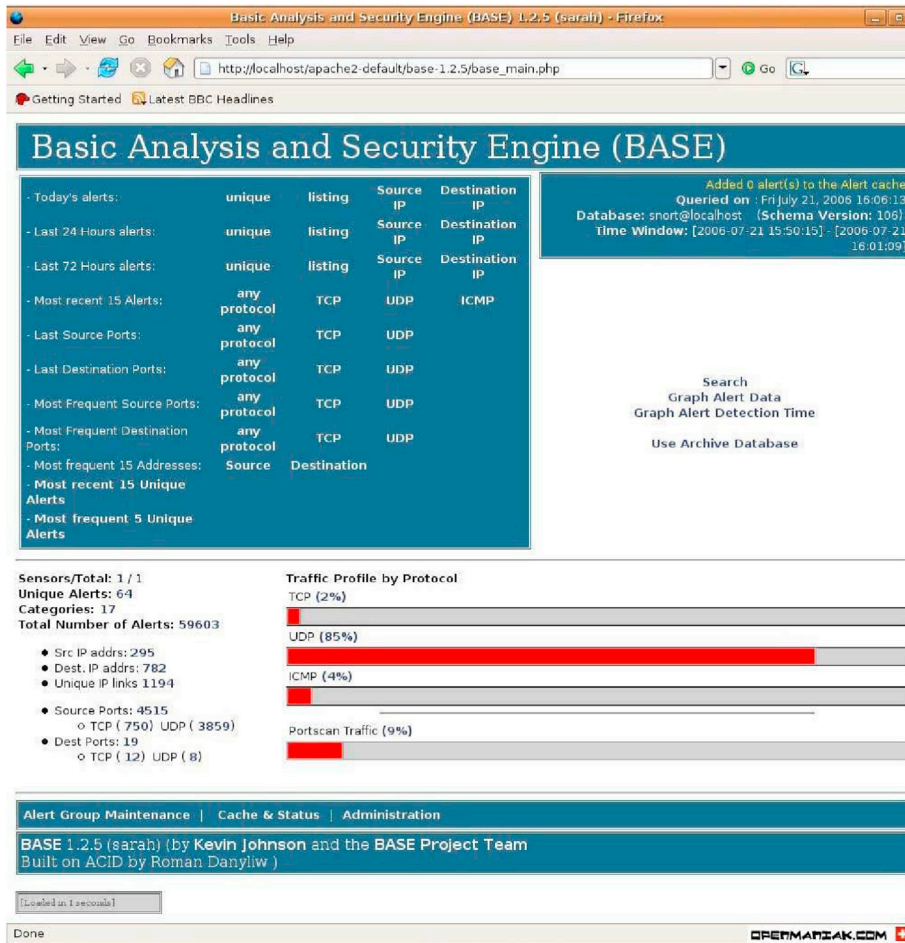 Basic Analysis and Security Engine (BASE) 1.2.5 (sarah) - Firefox
File Edit View Go Bookmarks Tools Help
http://localhost/apache2-default/base-1.2.5/base_main.php Go
Getting Started Latest BBC Headlines
Basic Analysis and Security Engine (BASE)
- Today's alerts: unique listing Source IP Destination IP
- Last 24 Hours alerts: unique listing Source IP Destination IP
- Last 72 Hours alerts: unique listing Source IP Destination IP
- Most recent 15 Alerts: any protocol TCP UDP ICMP
- Last Source Ports: any protocol TCP UDP
- Last Destination Ports: any protocol TCP UDP
- Most Frequent Source Ports: any protocol TCP UDP
- Most Frequent Destination Ports: any protocol TCP UDP
- Most frequent 15 Addresses: Source Destination
- Most recent 15 Unique Alerts
- Most frequent 5 Unique Alerts
Added 0 alert(s) to the Alert cache
Queried on : Fri July 21, 2006 16:06:13
Database: snort@localhost (Schema Version: 106)
Time Window: [2006-07-21 15:50:15] - [2006-07-21
16:01:09]
Search
Graph Alert Data
Graph Alert Detection Time
Use Archive Database
Sensors/Total: 1 / 1
Unique Alerts: 64
Categories: 17
Total Number of Alerts: 59603
Src IP addrs: 295
Dest. IP addrs: 782
Unique IP links 1194
Source Ports: 4515
TCP ( 750) UDP ( 3859)
Dest Ports: 19
TCP ( 12) UDP ( 8)
Traffic Profile by Protocol
TCP (2%)
UDP (85%)
ICMP (4%)
Portscan Traffic (9%)
Alert Group Maintenance | Cache & Status | Administration
BASE 1.2.5 (sarah) (by Kevin Johnson and the BASE Project Team
Built on ACID by Roman Danyliw )
[Loaded in 1 seconds]
Done
OPENMANIAK.COM